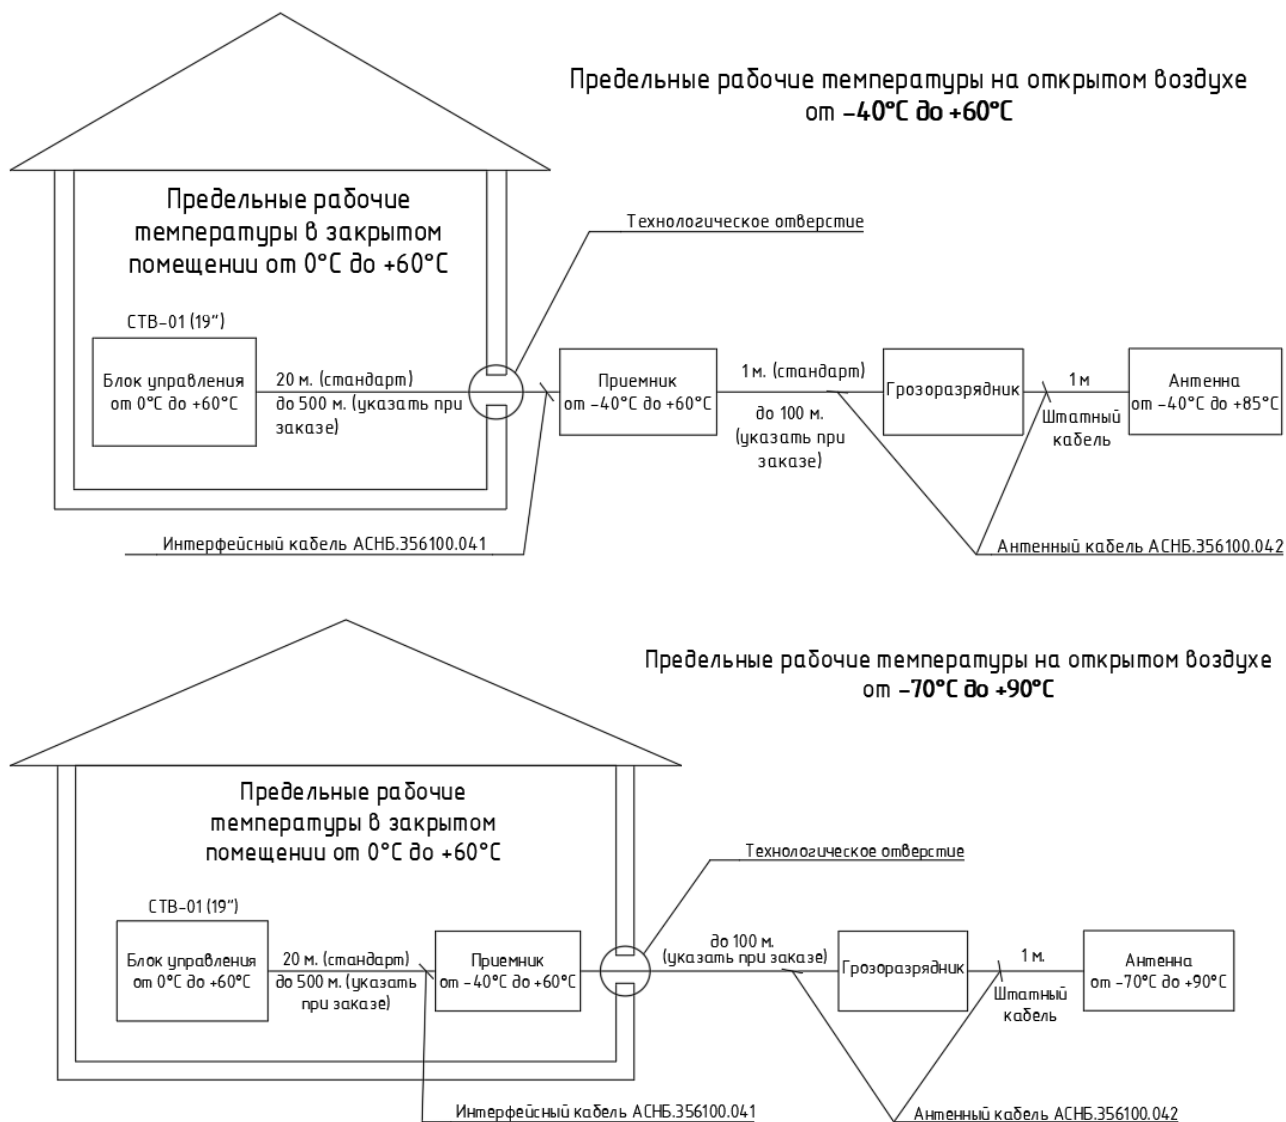 Предельные рабочие температуры на открытом воздухе
от -40°C до +60°C
Предельные рабочие
температуры в закрытом
помещении от 0°C до +60°C
Технологическое отверстие
СТВ-01 (19")
Блок управления
от 0°C до +60°C
20 м. (стандарт)
до 500 м. (указать при
заказе)
Приемник
от -40°C до +60°C
1 м. (стандарт)
до 100 м.
(указать при
заказе)
Грозоразрядник
1 м
Штатный
кабель
Антенна
от -40°C до +85°C
Интерфейсный кабель АСНБ.356100.041
Антенный кабель АСНБ.356100.042
Предельные рабочие температуры на открытом воздухе
от -70°C до +90°C
Предельные рабочие
температуры в закрытом
помещении от 0°C до +60°C
Технологическое отверстие
СТВ-01 (19")
Блок управления
от 0°C до +60°C
20 м. (стандарт)
до 500 м. (указать
при заказе)
Приемник
от -40°C до +60°C
до 100 м.
(указать при заказе)
Грозоразрядник
1 м.
Штатный
кабель
Антенна
от -70°C до +90°C
Интерфейсный кабель АСНБ.356100.041
Антенный кабель АСНБ.356100.042